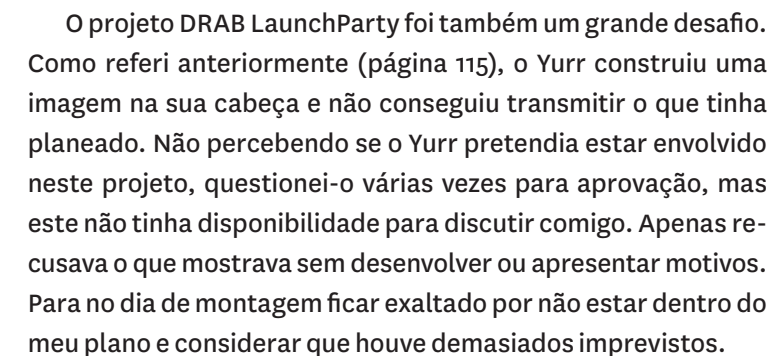 O projeto DRAB LaunchParty foi também um grande desafio.
Como referi anteriormente (página 115), o Yurr construiu uma
imagem na sua cabeça e não conseguiu transmitir o que tinha
planeado. Não percebendo se o Yurr pretendia estar envolvido
neste projeto, questionei-o várias vezes para aprovação, mas
este não tinha disponibilidade para discutir comigo. Apenas re-
cusava o que mostrava sem desenvolver ou apresentar motivos.
Para no dia de montagem ficar exaltado por não estar dentro do
meu plano e considerar que houve demasiados imprevistos.